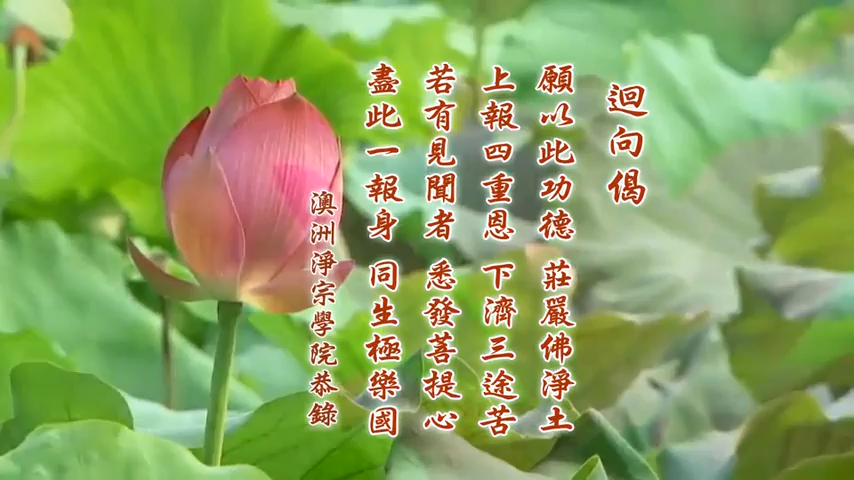 迴向偈
願以此功德 莊嚴佛淨土
上報四重恩 下濟三途苦
若有見聞者 悉發菩提心
盡此一報身 同生極樂國
澳洲淨宗學院恭錄